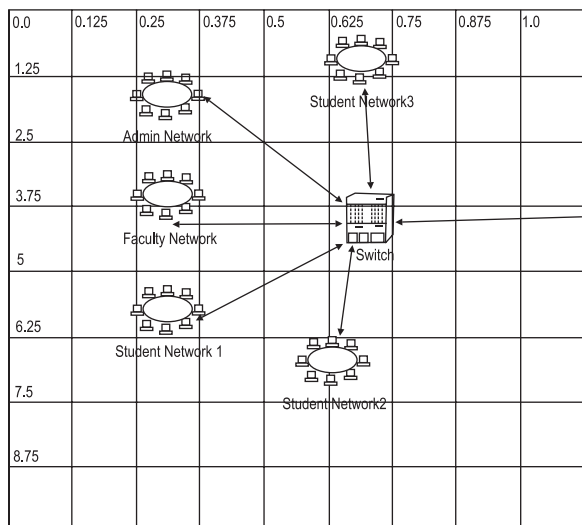 0.0 0.125 0.25 0.375 0.5 0.625 0.75 0.875 1.0
1.25
Student Network3
Admin Network
2.5
3.75
Faculty Network
Switch
5
6.25
Student Network 1
7.5
Student Network2
8.75